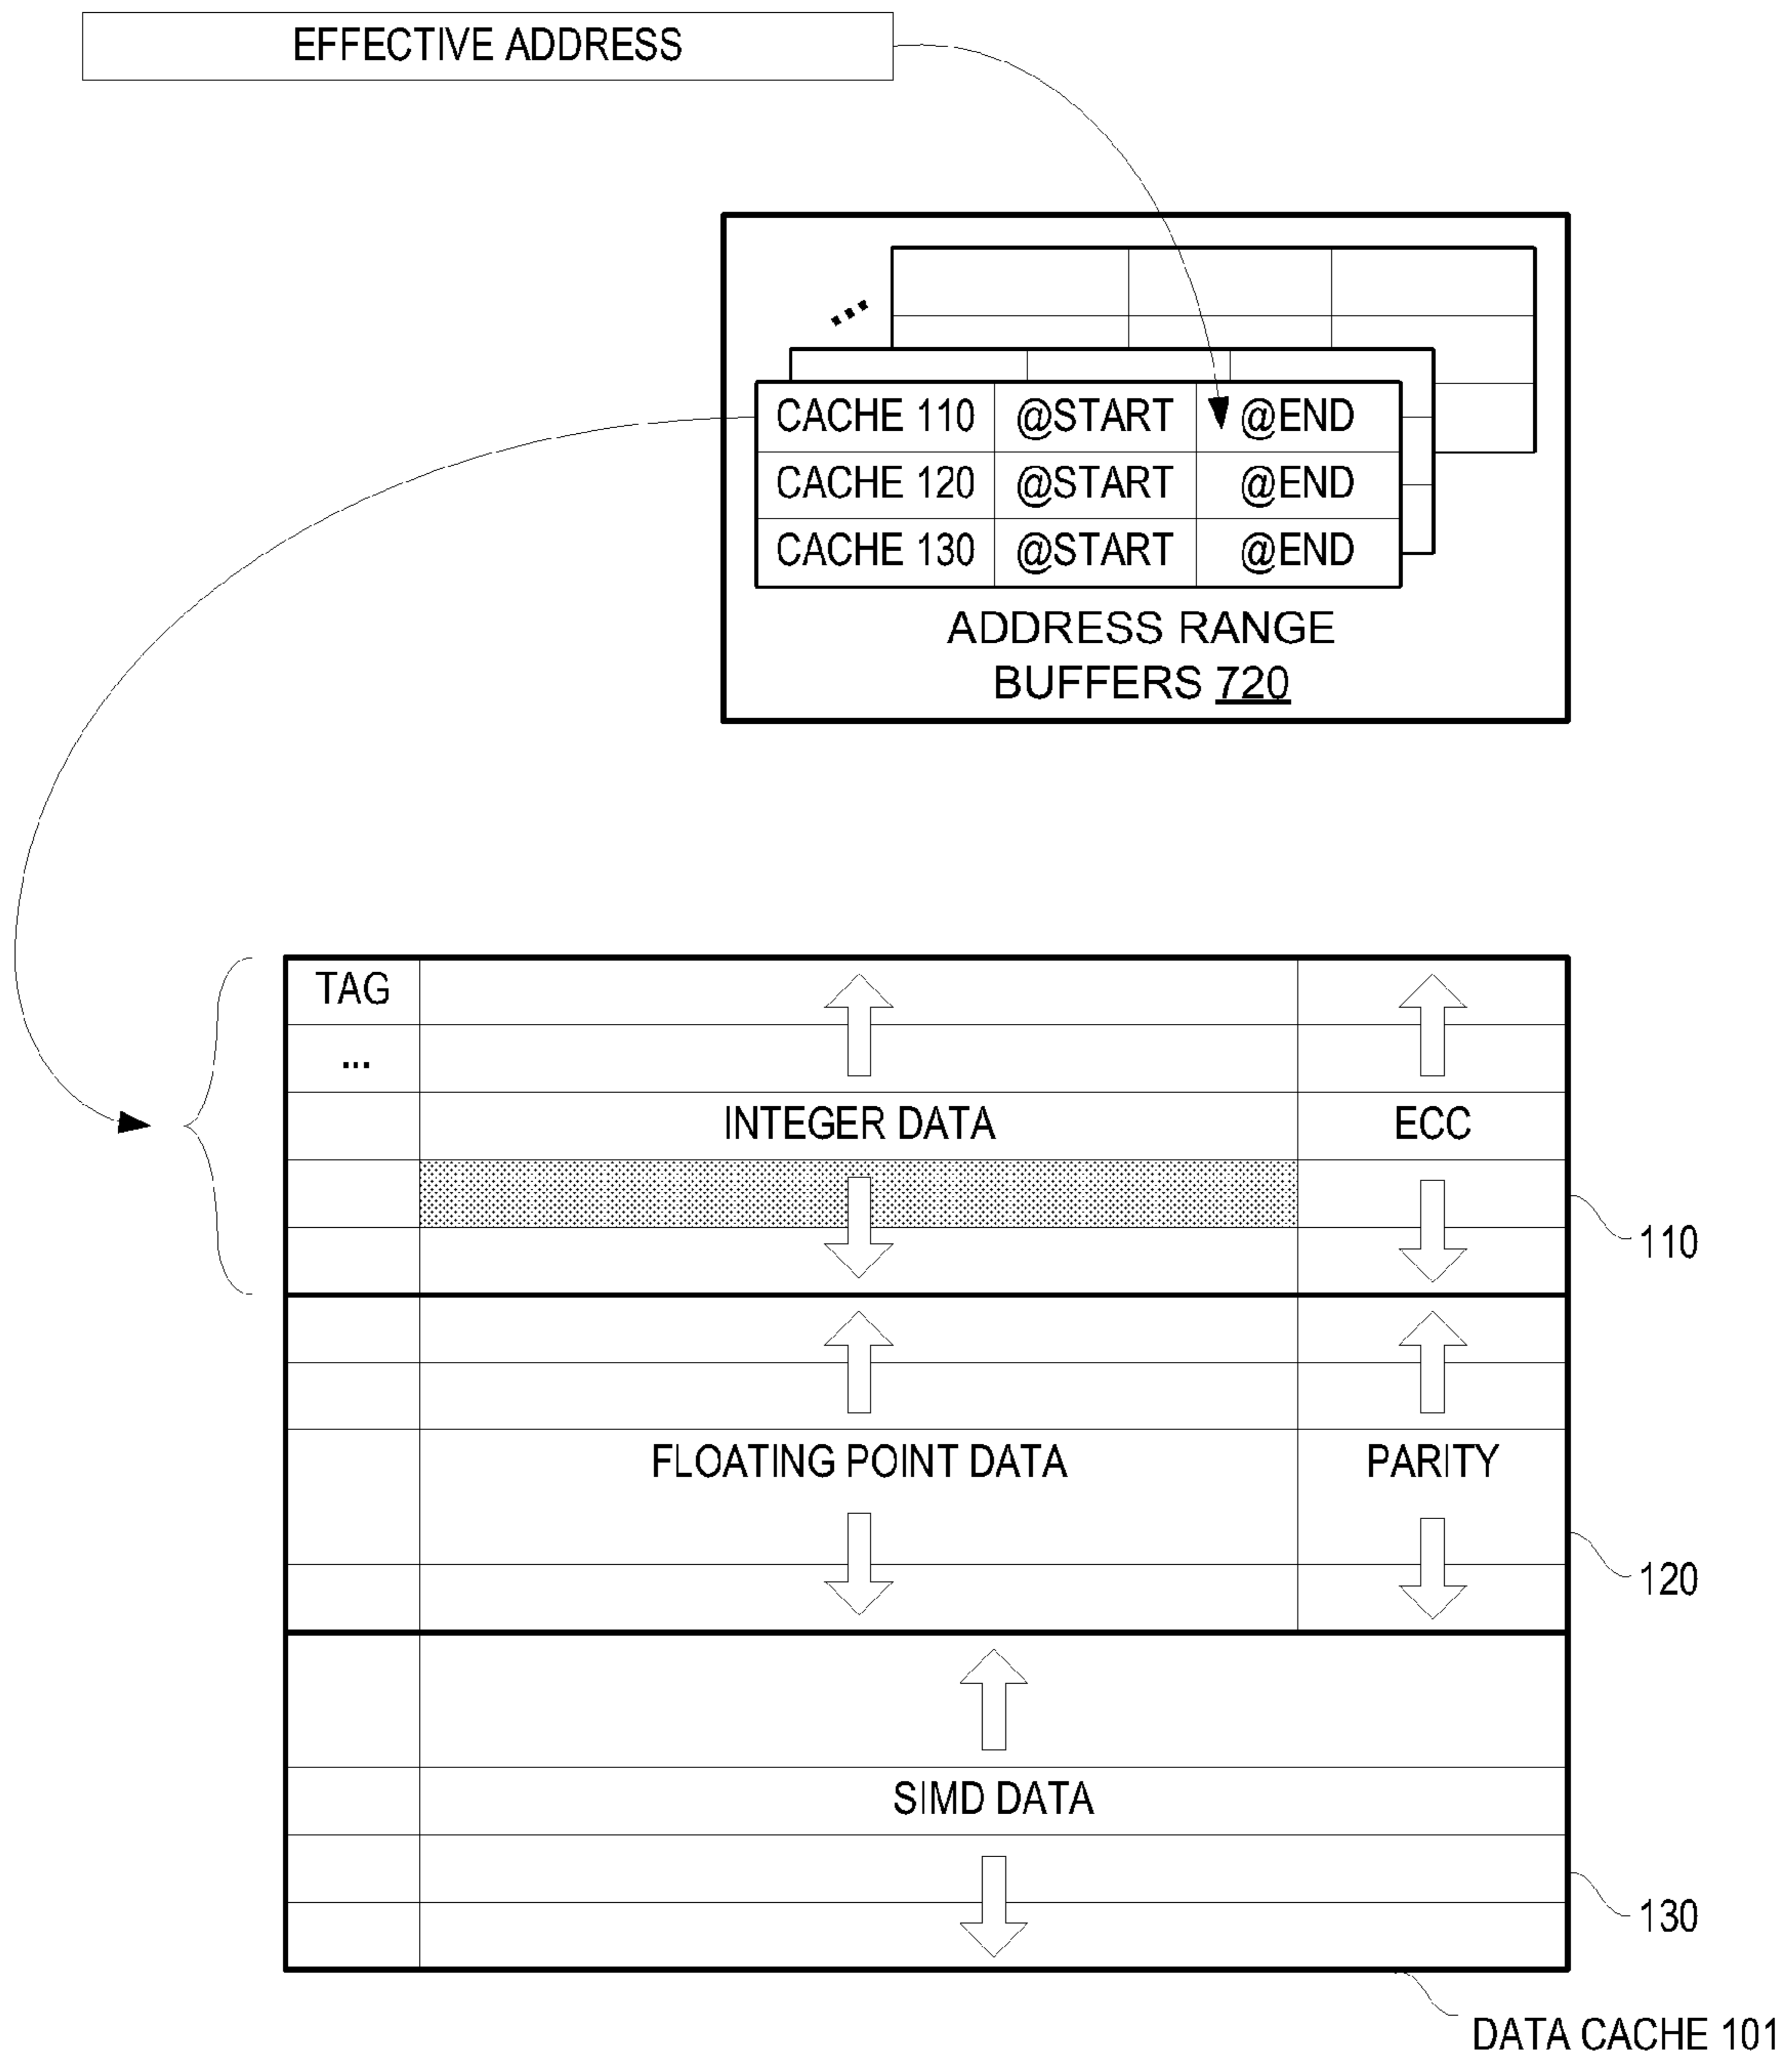 EFFECTIVE ADDRESS
...
CACHE 110 @START @END
CACHE 120 @START @END
CACHE 130 @START @END
ADDRESS RANGE
BUFFERS 720
TAG
...
INTEGER DATA ECC
110
FLOATING POINT DATA PARITY
120
SIMD DATA
130
DATA CACHE 101